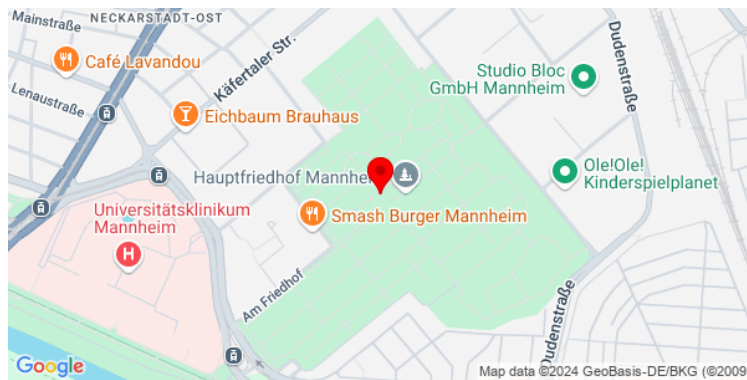 NECKARSTADT-OST
Mainstraße
Café Lavandou
Käfertaler Str.
Dudenstraße
Studio Bloc
GmbH Mannheim
Lenaustraße
Eichbaum Brauhaus
Hauptfriedhof Mannhe
Ole!Ole!
Kinderspielplanet
Universitätsklinikum
Mannheim
H
Smash Burger Mannheim
Am Friedhof
Dudenstraße
Google
Map data ©2024 GeoBasis-DE/BKG (©2009